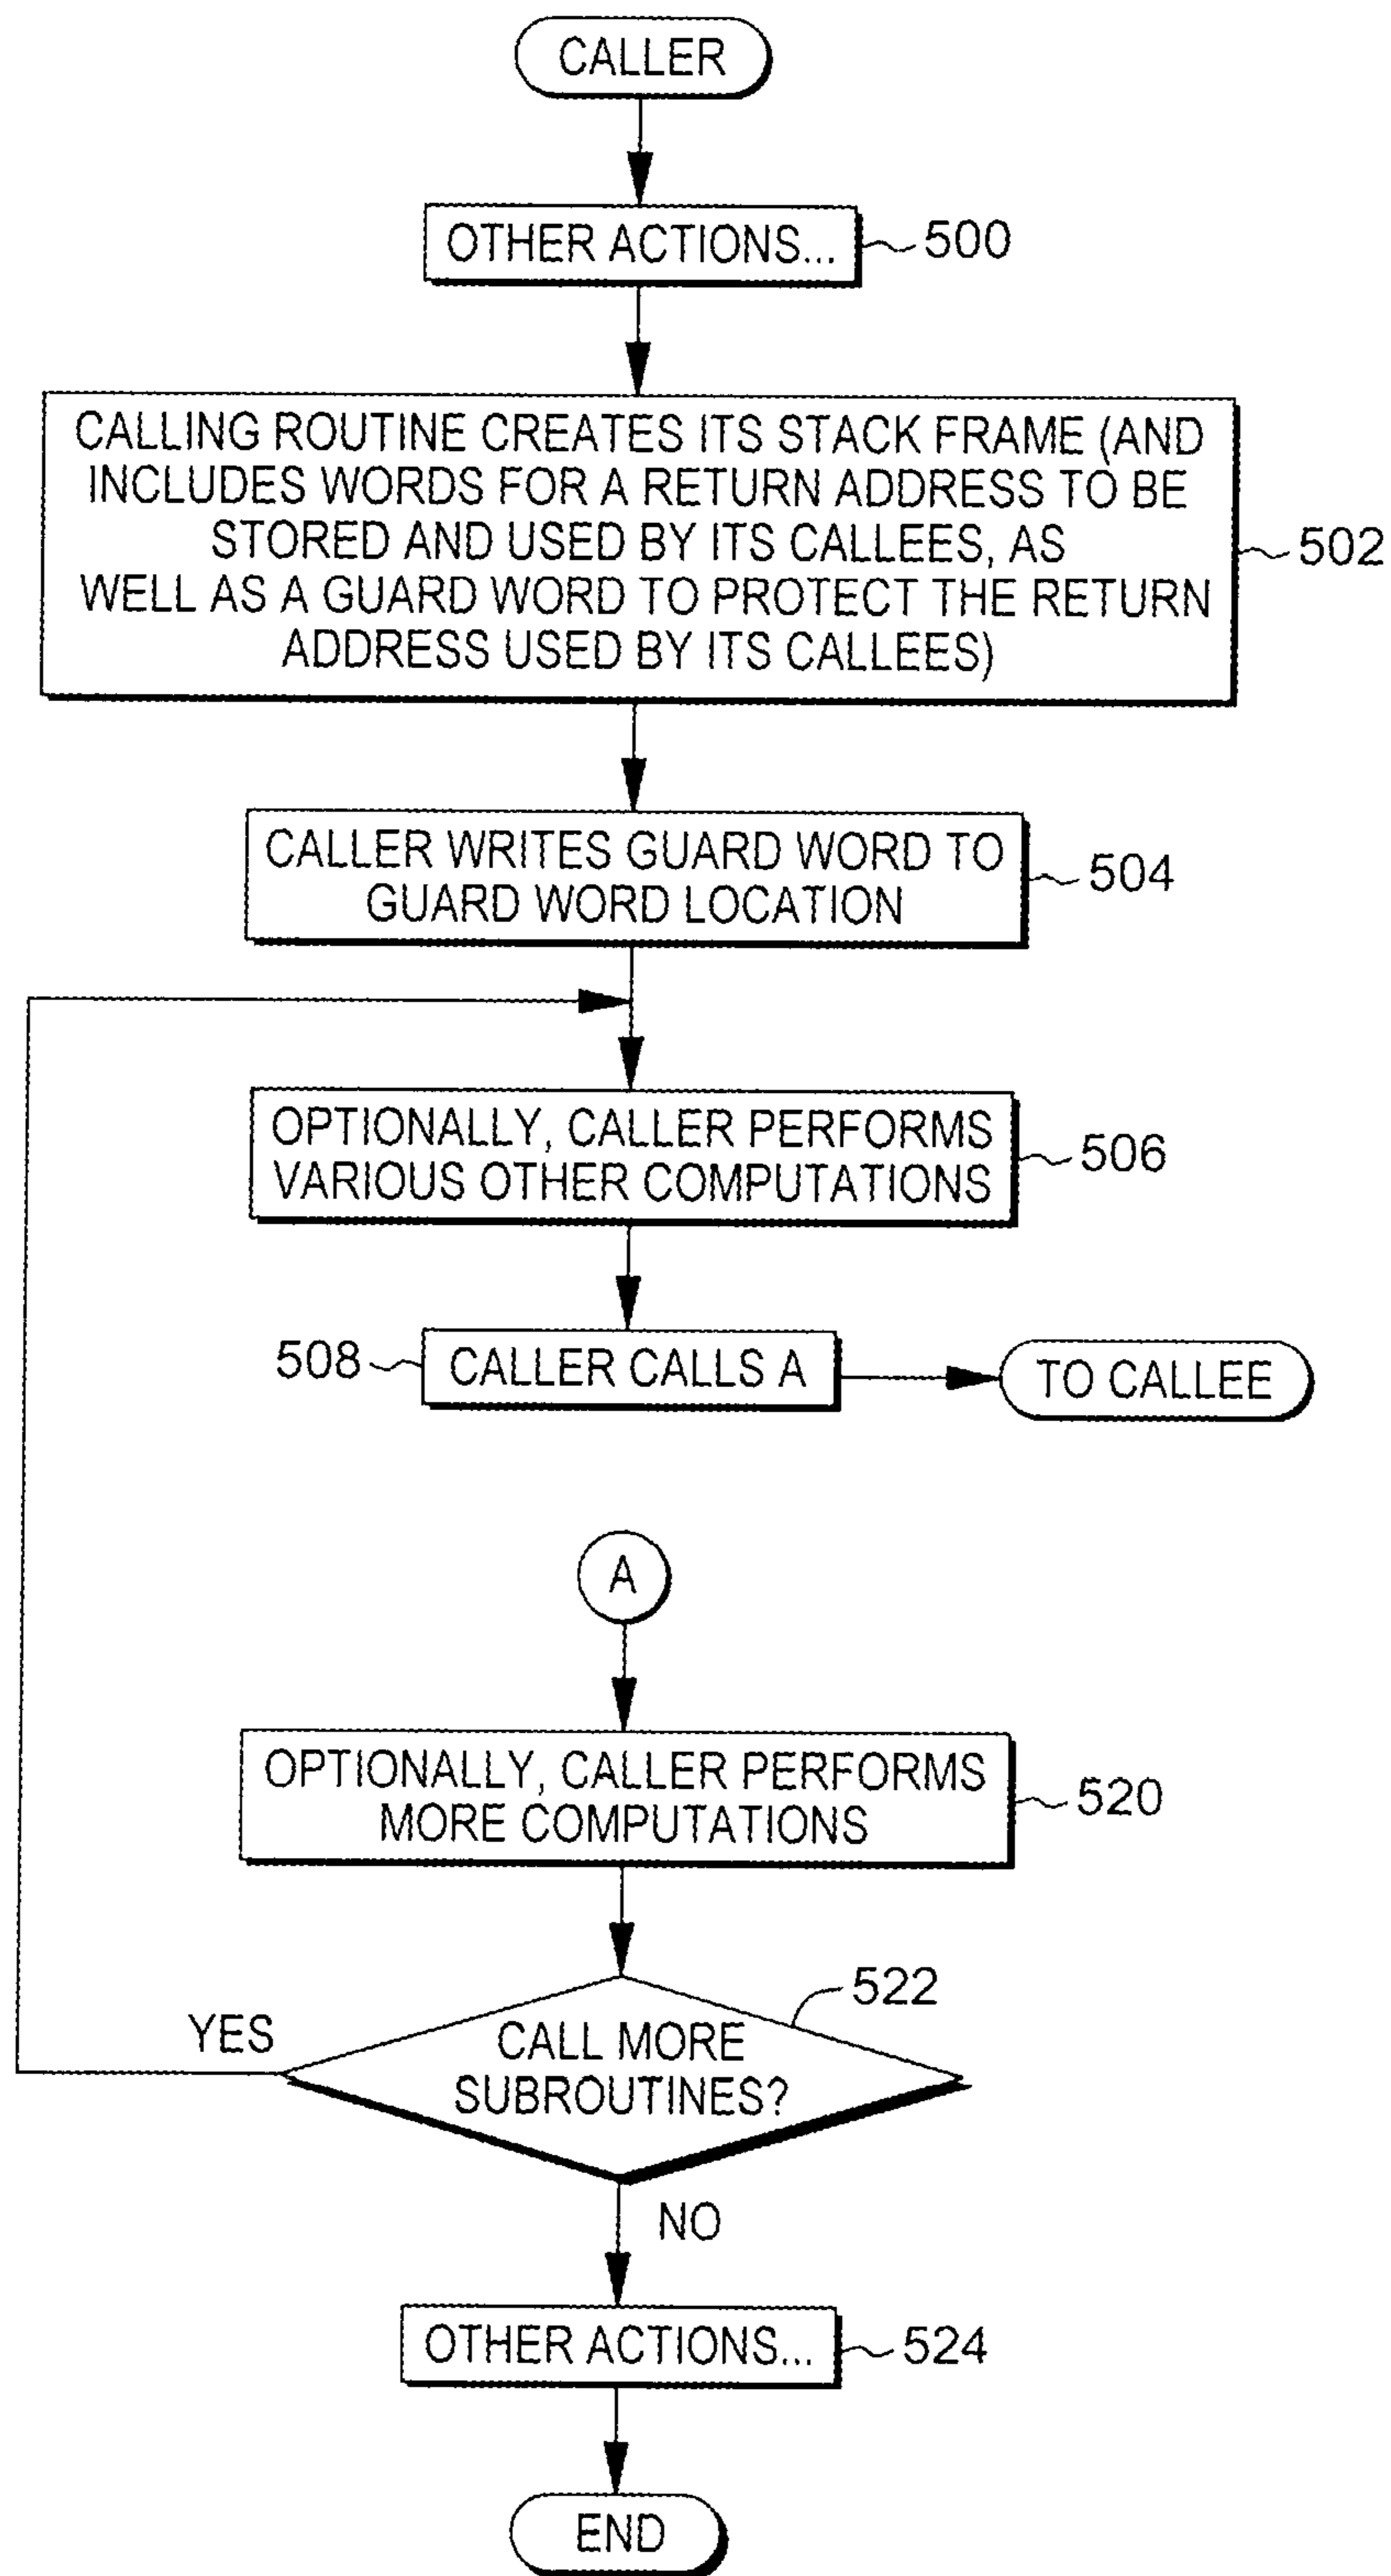 CALLER
OTHER ACTIONS...
500
CALLING ROUTINE CREATES ITS STACK FRAME (AND
INCLUDES WORDS FOR A RETURN ADDRESS TO BE
STORED AND USED BY ITS CALLEES, AS
WELL AS A GUARD WORD TO PROTECT THE RETURN
ADDRESS USED BY ITS CALLEES)
502
CALLER WRITES GUARD WORD TO
GUARD WORD LOCATION
504
OPTIONALLY, CALLER PERFORMS
VARIOUS OTHER COMPUTATIONS
506
508
CALLER CALLS A
TO CALLEE
A
OPTIONALLY, CALLER PERFORMS
MORE COMPUTATIONS
520
522
YES
CALL MORE
SUBROUTINES?
NO
OTHER ACTIONS...
524
END